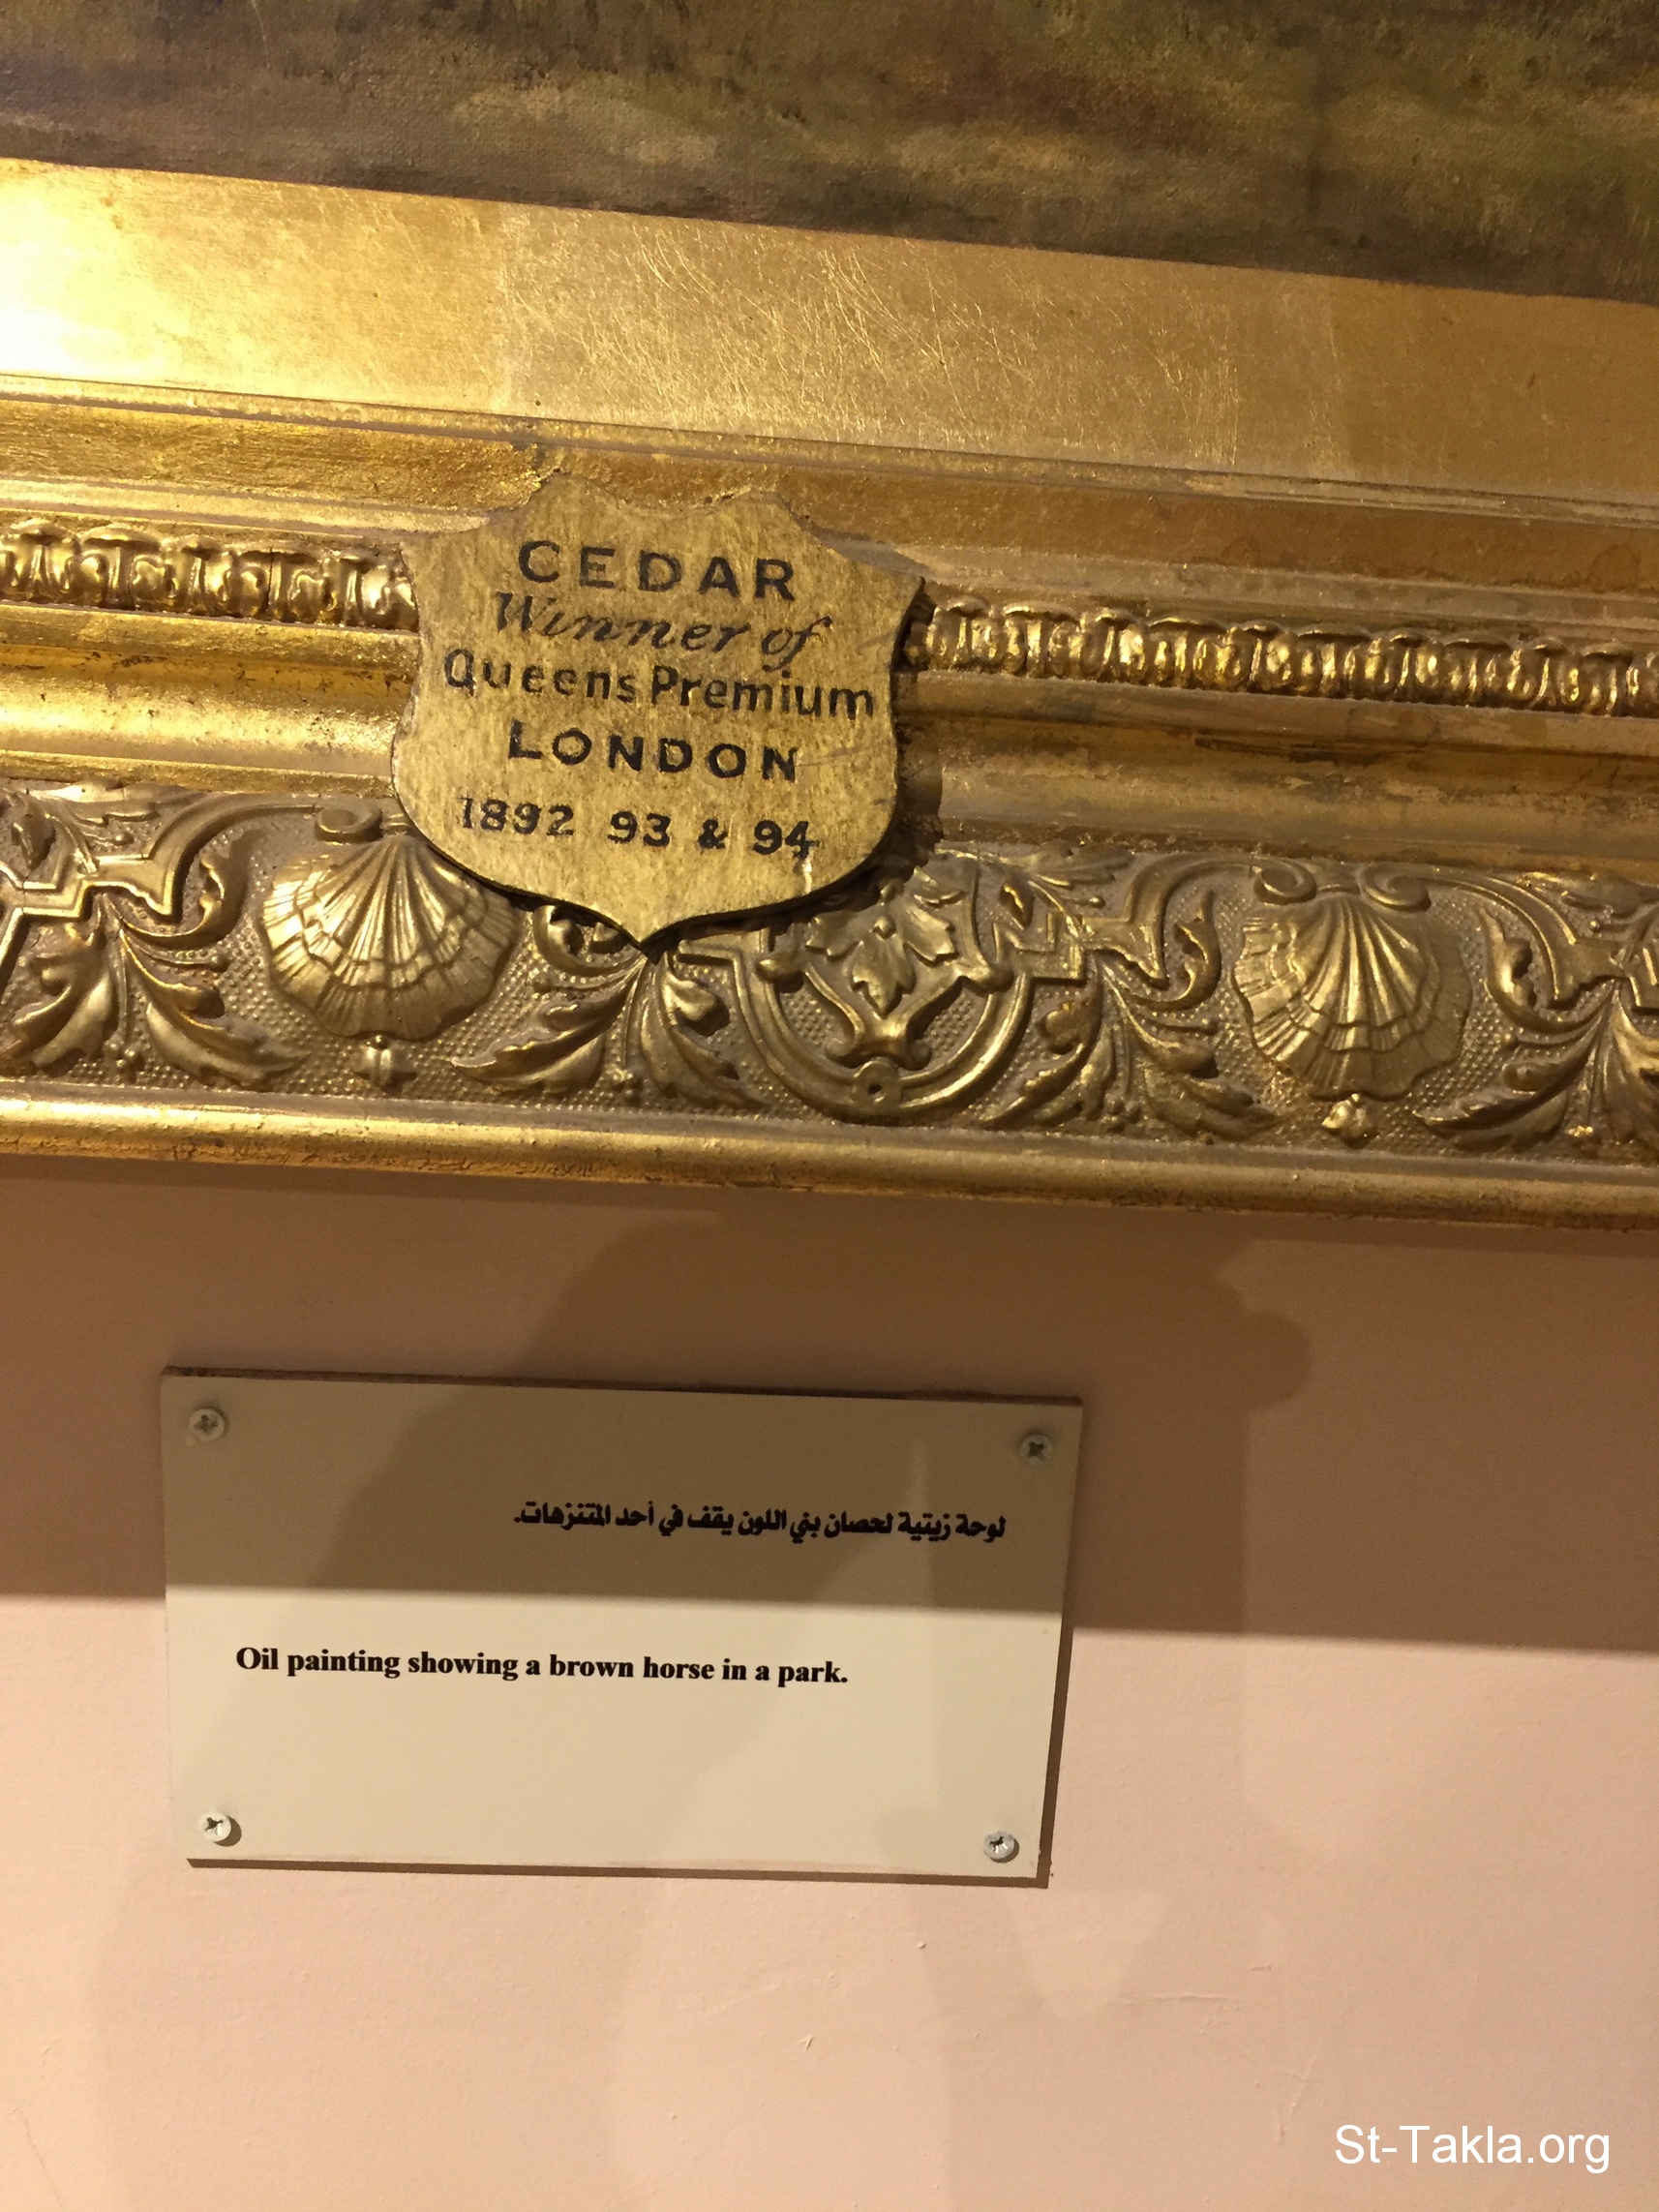 CEDAR
Winner of
Queens Premium
LONDON
1892 93 & 94
لوحة زيتية لحصان بني اللون يقف في أحد المتنزهات.
Oil painting showing a brown horse in a park.
St-Takla.org